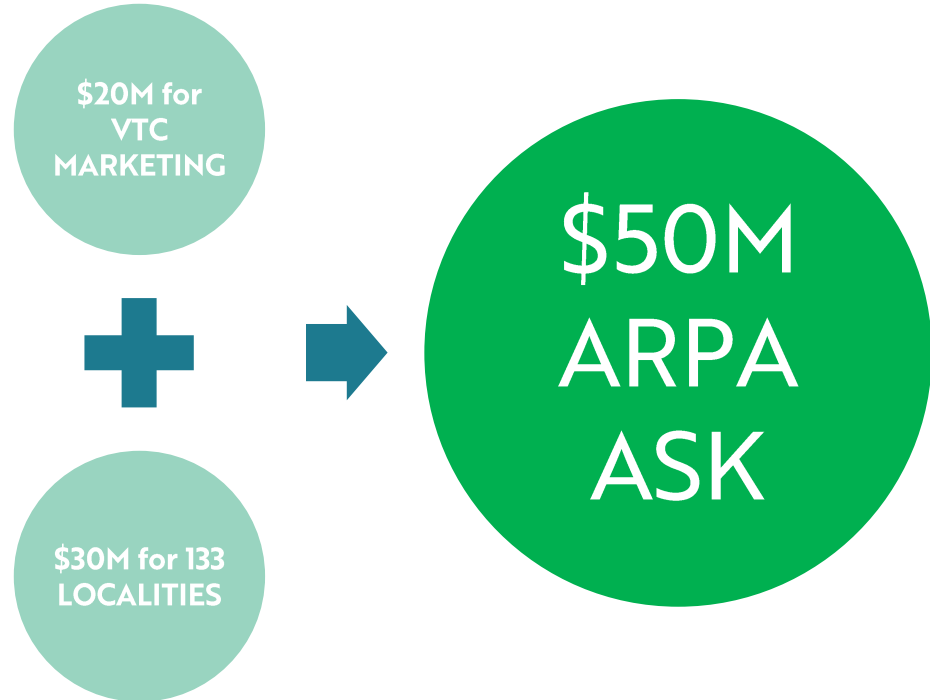 $20M for
VTC
MARKETING
$30M for 133
LOCALITIES
$50M
ARPA
ASK